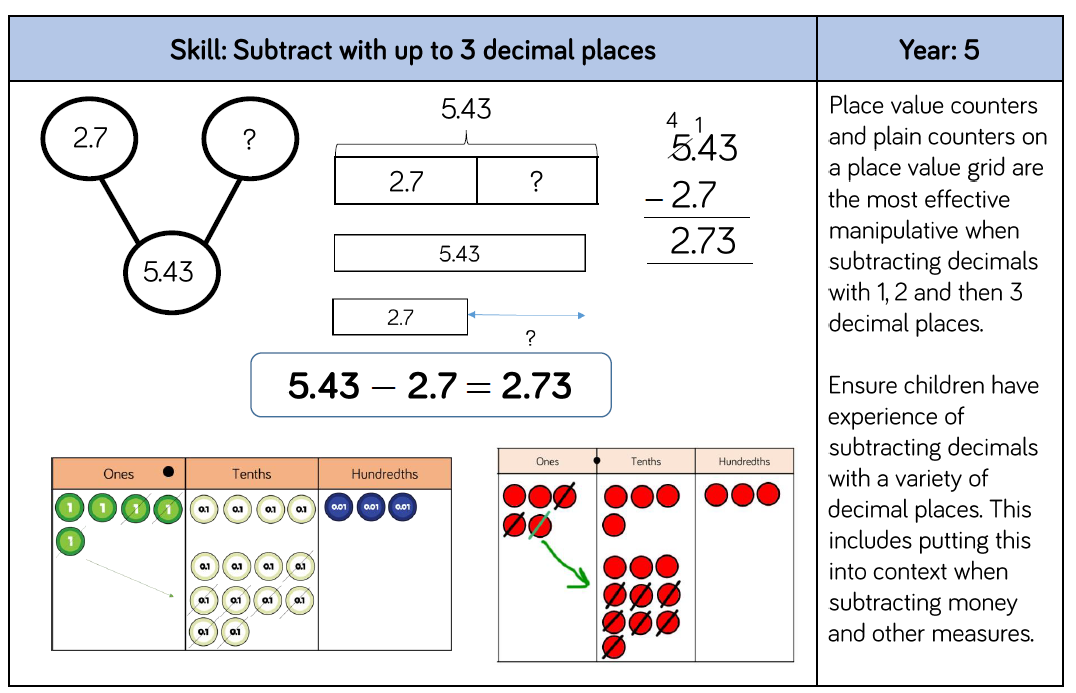 Skill: Subtract with up to 3 decimal places
Year: 5
2.7
?
5.43
5.43
2.7
?
5.43
2.7
?
4 1
5.43
– 2.7
2.73
5.43 – 2.7 = 2.73
Ones
Tenths
Hundredths
1 1 1 1
1
0.1 0.1 0.1 0.1
0.1 0.1 0.1 0.1
0.1 0.1 0.1 0.1
0.1 0.1
0.01 0.01 0.01
Ones
Tenths
Hundredths
Place value counters
and plain counters on
a place value grid are
the most effective
manipulative when
subtracting decimals
with 1, 2 and then 3
decimal places.
Ensure children have
experience of
subtracting decimals
with a variety of
decimal places. This
includes putting this
into context when
subtracting money
and other measures.